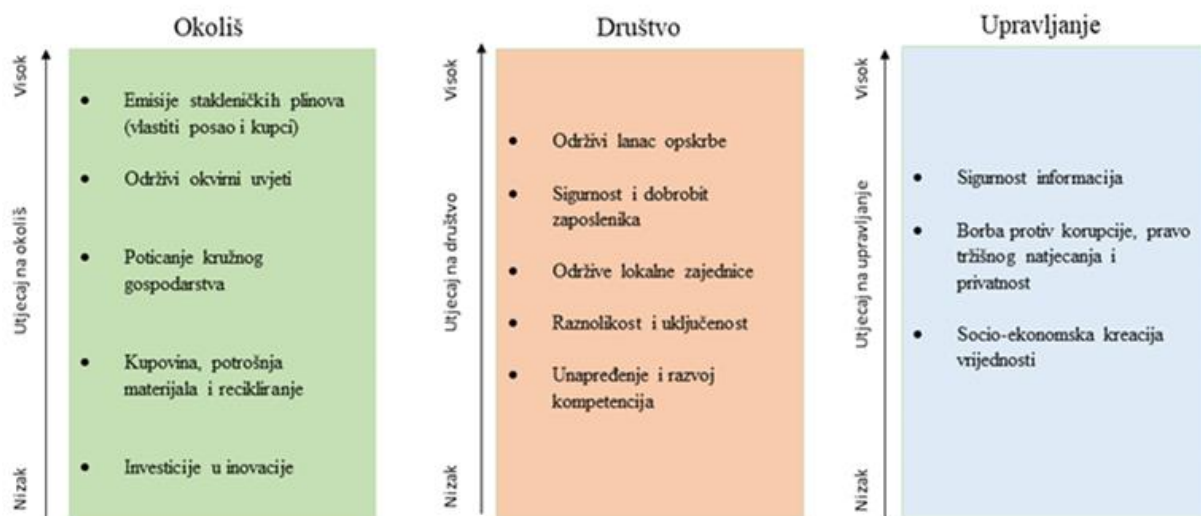 Okoliš
Visok
Utjecaj na okoliš
Nizak
Emisije stakleničkih plinova
(vlastiti posao i kupci)
Održivi okvirni uvjeti
Poticanje kružnog
gospodarstva
Kupovina, potrošnja
materijala i recikliranje
Investicije u inovacije
Društvo
Visok
Utjecaj na društvo
Nizak
Održivi lanac opskrbe
Sigurnost i dobrobit
zaposlenika
Održive lokalne zajednice
Raznolikost i uključenost
Unapređenje i razvoj
kompetencija
Upravljanje
Visok
Utjecaj na upravljanje
Nizak
Sigurnost informacija
Borba protiv korupcije, pravo
tržišnog natjecanja i
privatnost
Socio-ekonomska kreacija
vrijednosti